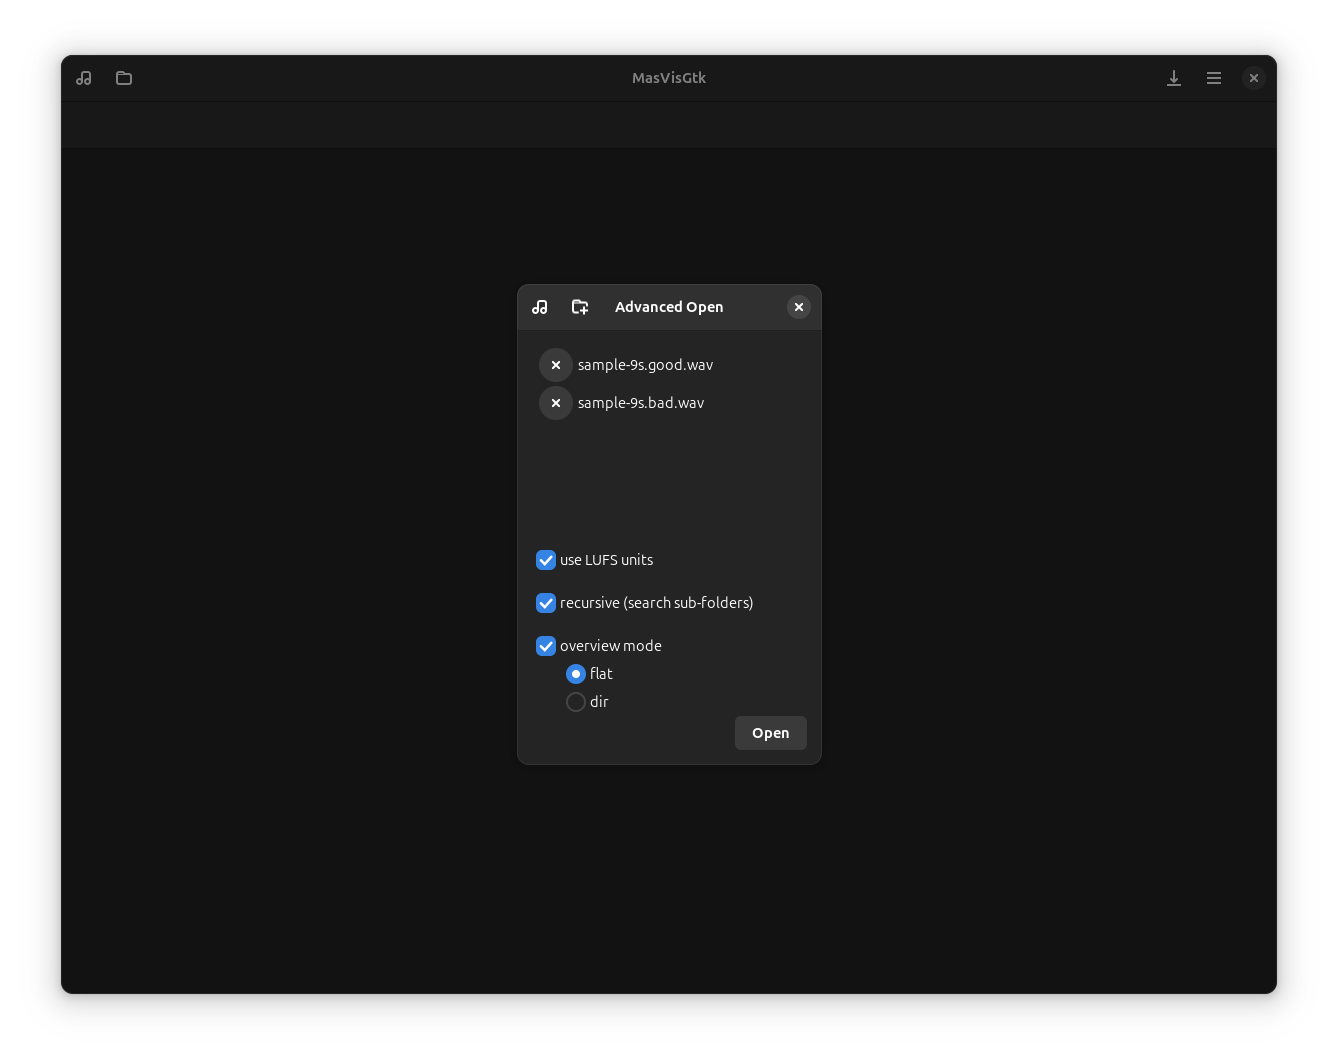 MasVisGtk
Advanced Open
sample-9s.good.wav
sample-9s.bad.wav
use LUFS units
recursive (search sub-folders)
overview mode
flat
dir
Open